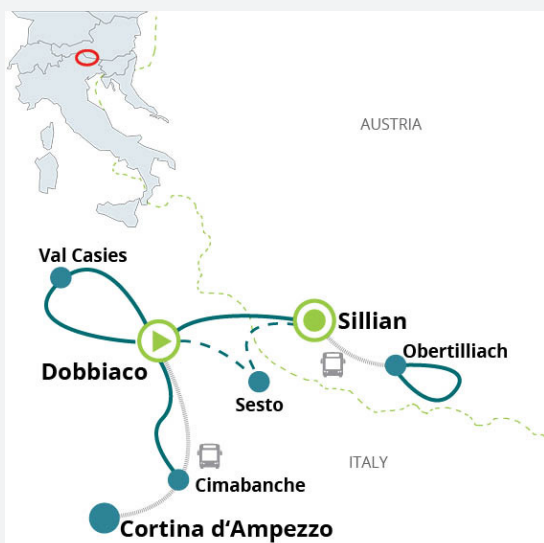 AUSTRIA
Val Casies
Sillian
Dobbiaco
Obertilliach
Sesto
ITALY
Cimabanche
Cortina d'Ampezzo